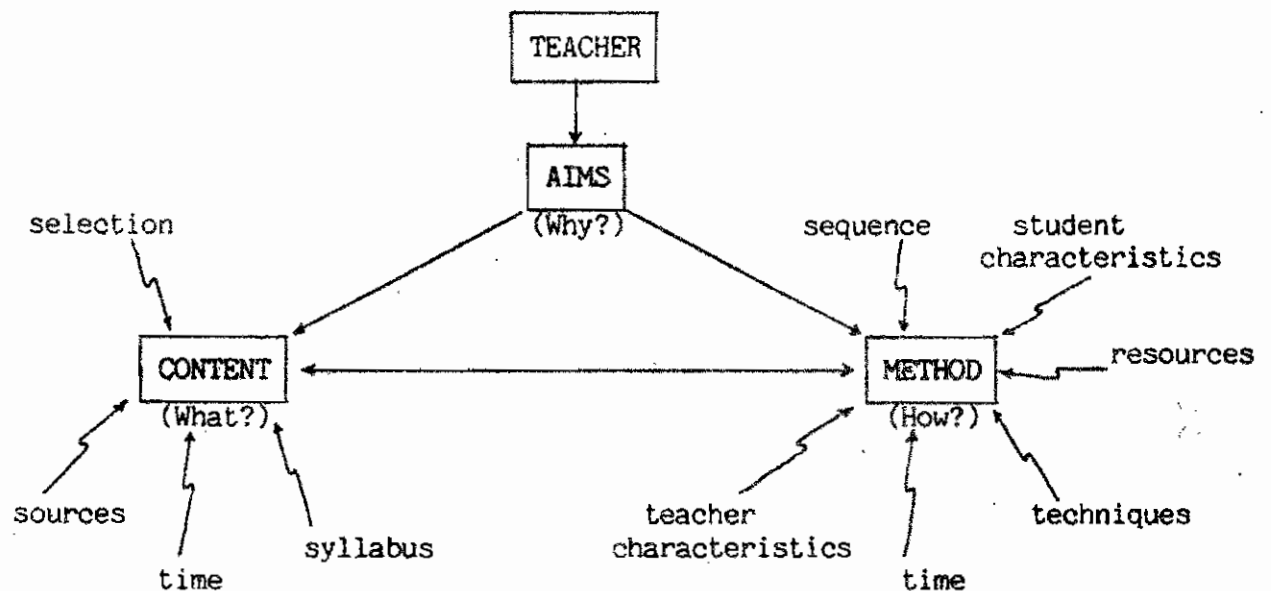 TEACHER
AIMS
(Why?)
selection
sequence
student
characteristics
CONTENT
(What?)
METHOD
(How?)
resources
sources
time
syllabus
teacher
characteristics
time
techniques